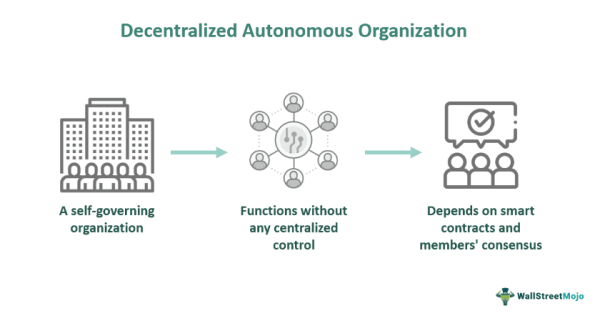 Decentralized Autonomous Organization
A self-governing
organization
Functions without
any centralized
control
Depends on smart
contracts and
members' consensus
WallStreetMojo